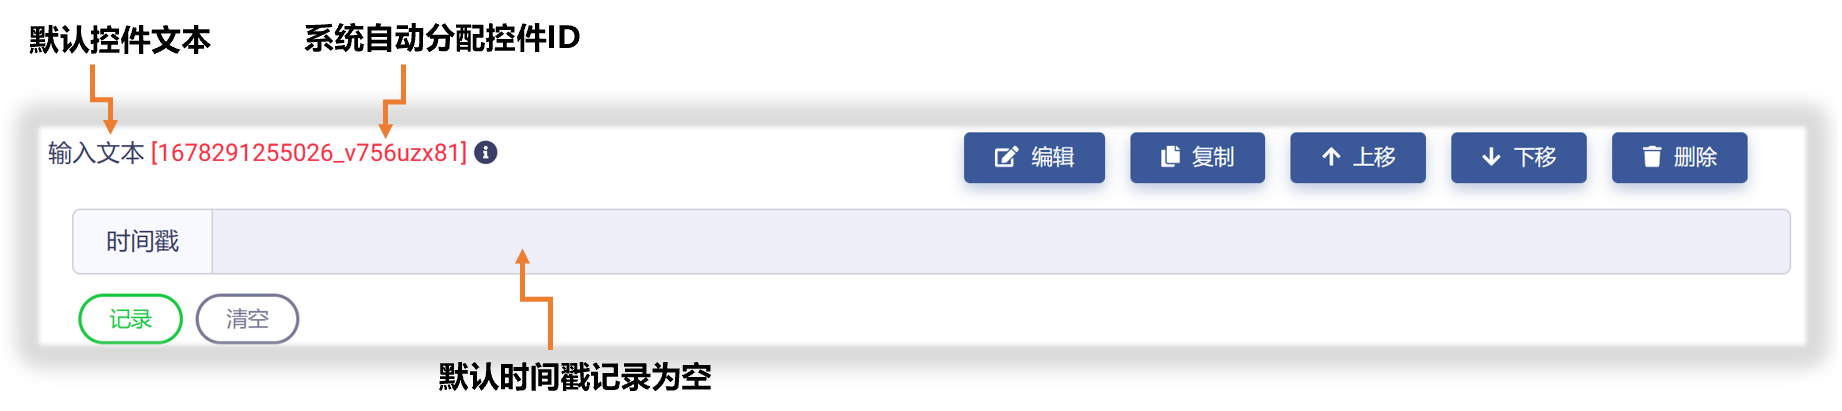 默认控件文本
系统自动分配控件ID
输入文本 [1678291255026_v756uzx81]
编辑
复制
上移
下移
删除
时间戳
记录
清空
默认时间戳记录为空